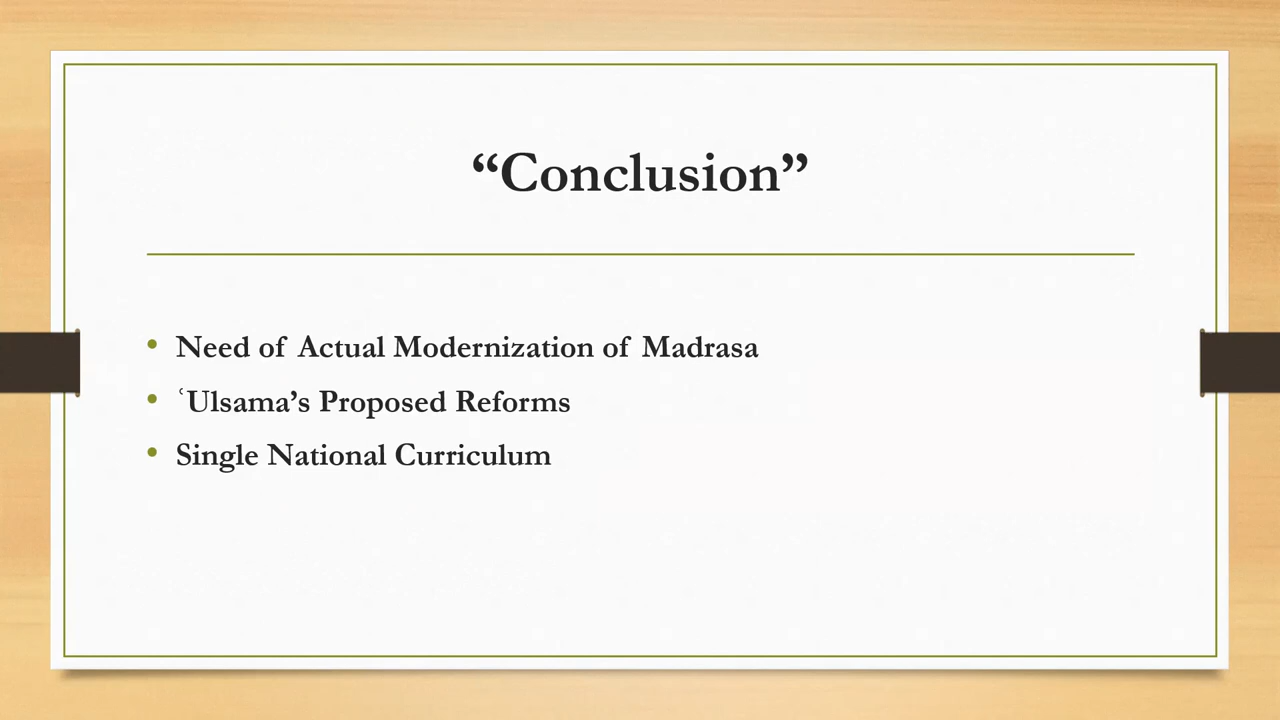 “Conclusion”
• Need of Actual Modernization of Madrasa
• ʿUlsama’s Proposed Reforms
• Single National Curriculum